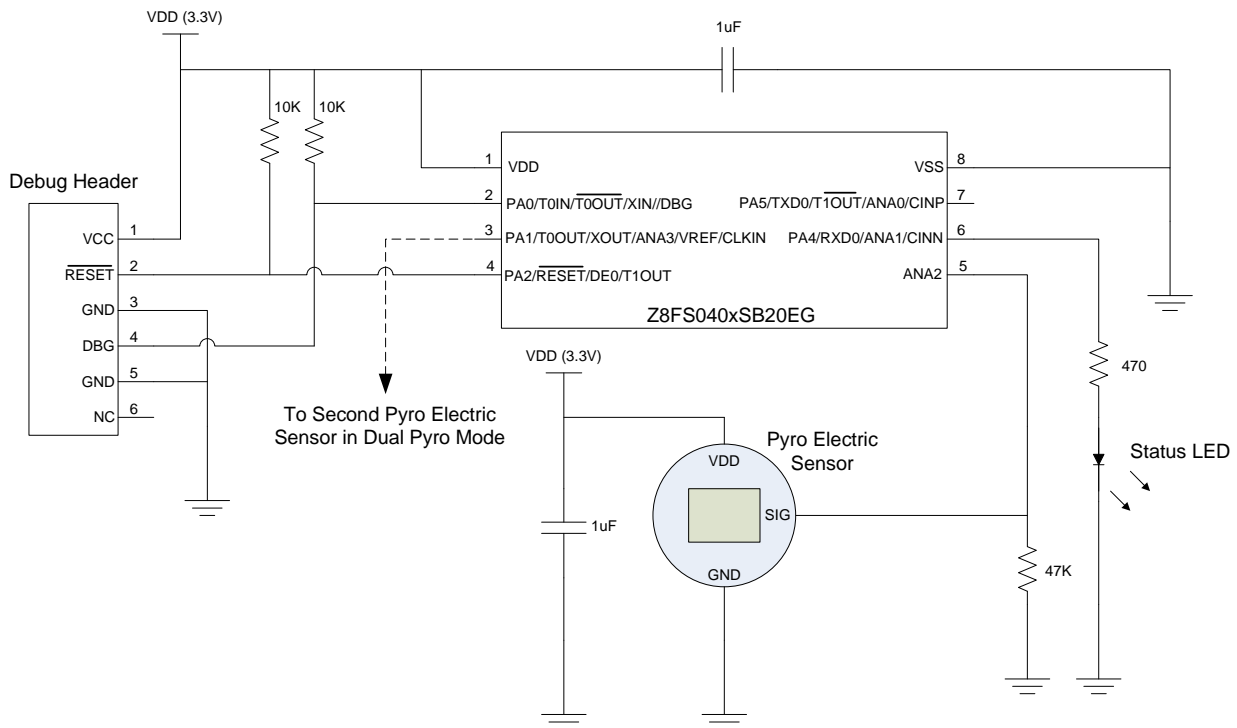 VDD (3.3V)
1uF
10K
10K
Debug Header
VCC
1
RESET
2
GND
3
DBG
4
GND
5
NC
6
1
VDD
2
PA0/T0IN/T0OUT/XIN//DBG
3
PA1/T0OUT/XOUT/ANA3/VREF/CLKIN
4
PA2/RESET/DE0/T1OUT
VSS
8
PA5/TXD0/T1OUT/ANA0/CINP
7
PA4/RXD0/ANA1/CINN
6
ANA2
5
Z8FS040xSB20EG
VDD (3.3V)
To Second Pyro Electric
Sensor in Dual Pyro Mode
1uF
Pyro Electric
Sensor
VDD
SIG
GND
470
Status LED
47K